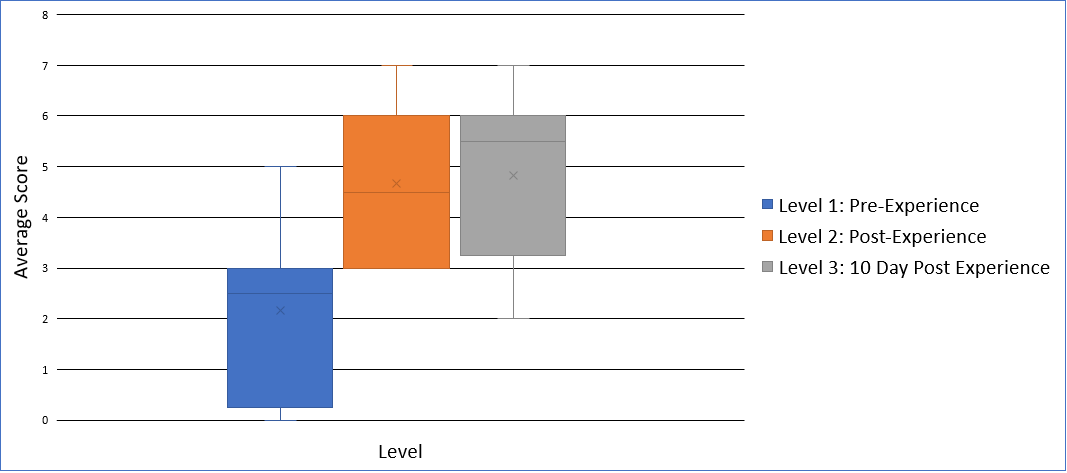 8
7
6
5
4
3
2
1
0
Average Score
Level
Level 1: Pre-Experience
Level 2: Post-Experience
Level 3: 10 Day Post Experience